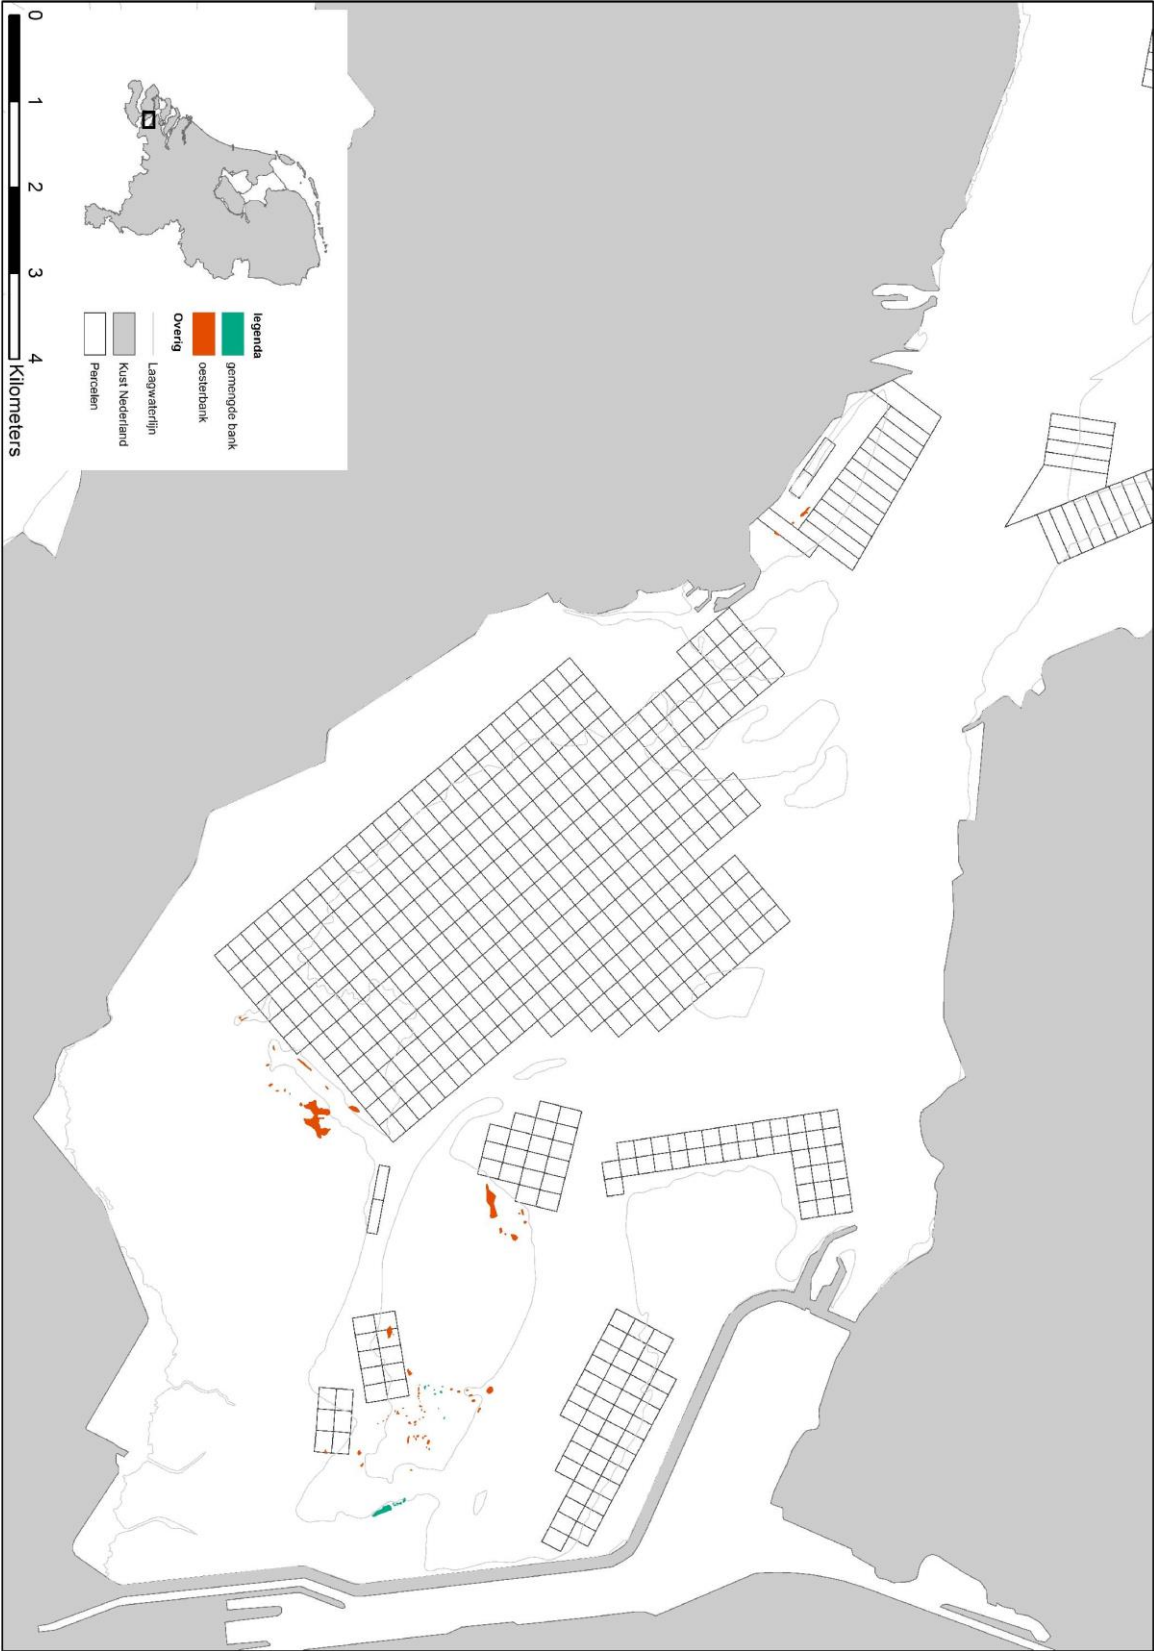 legenda
gemengde bank
oesterbank
Overig
Laagwaterlijn
Kust Nederland
Percelen
0 1 2 3 4
Kilometers